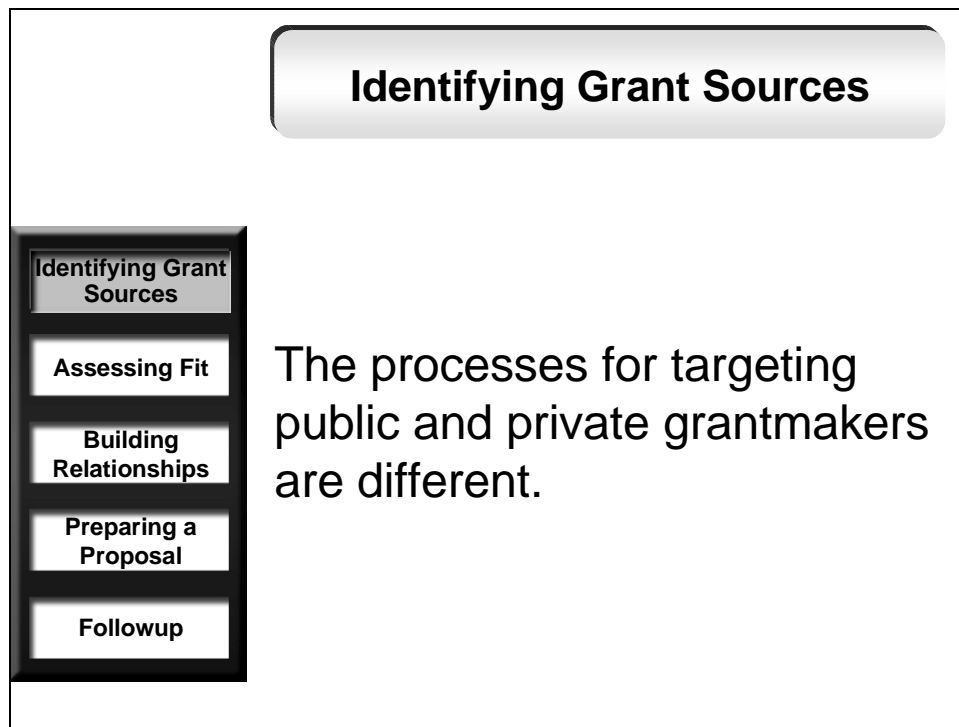 Identifying Grant Sources
Identifying Grant
Sources
Assessing Fit
Building
Relationships
Preparing a
Proposal
Followup
The processes for targeting
public and private grantmakers
are different.